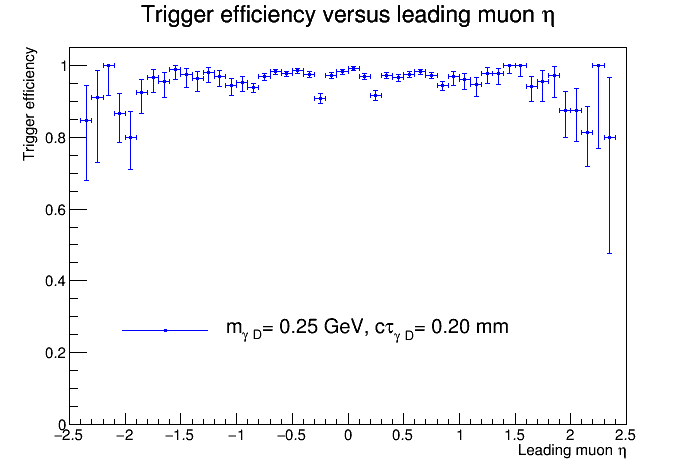 Trigger efficiency versus leading muon η
Trigger efficiency
1
0.8
0.6
0.4
0.2
0
m_γ D = 0.25 GeV, cτ_γ D = 0.20 mm
−2.5 −2 −1.5 −1 −0.5 0 0.5 1 1.5 2 2.5
Leading muon η